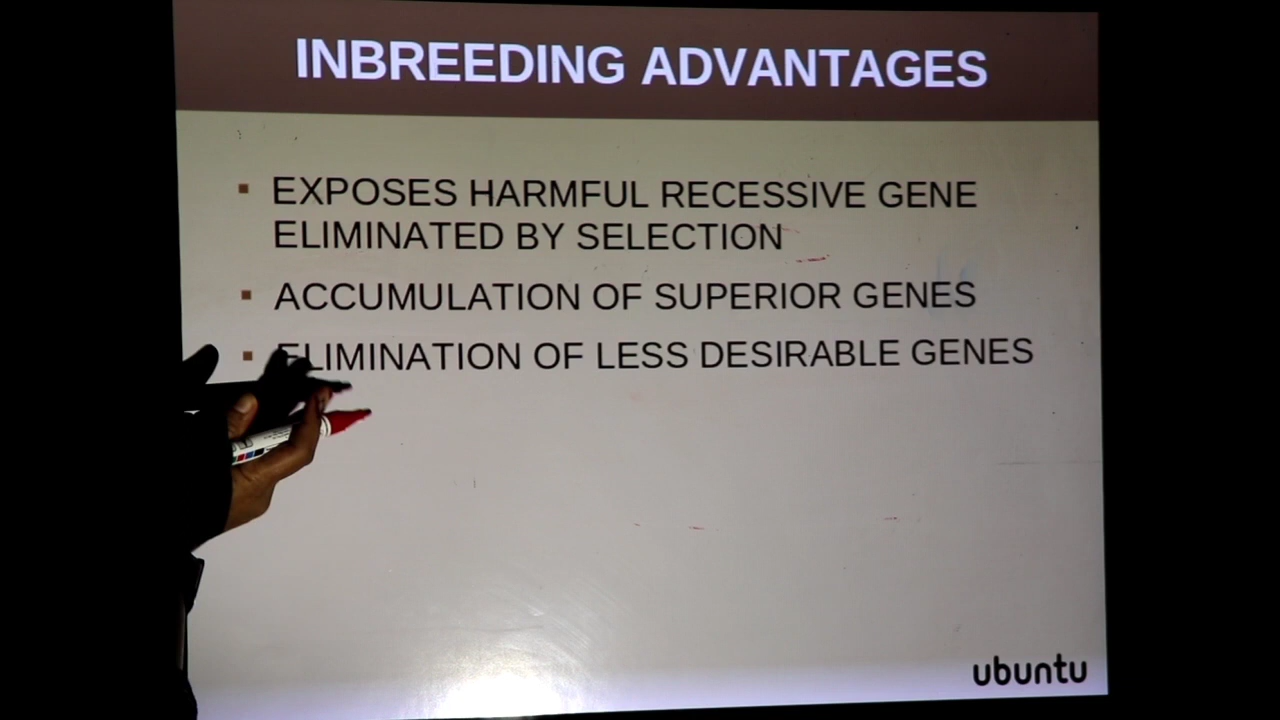 INBREEDING ADVANTAGES
EXPOSES HARMFUL RECESSIVE GENE
ELIMINATED BY SELECTION
ACCUMULATION OF SUPERIOR GENES
ELIMINATION OF LESS DESIRABLE GENES
ubuntu